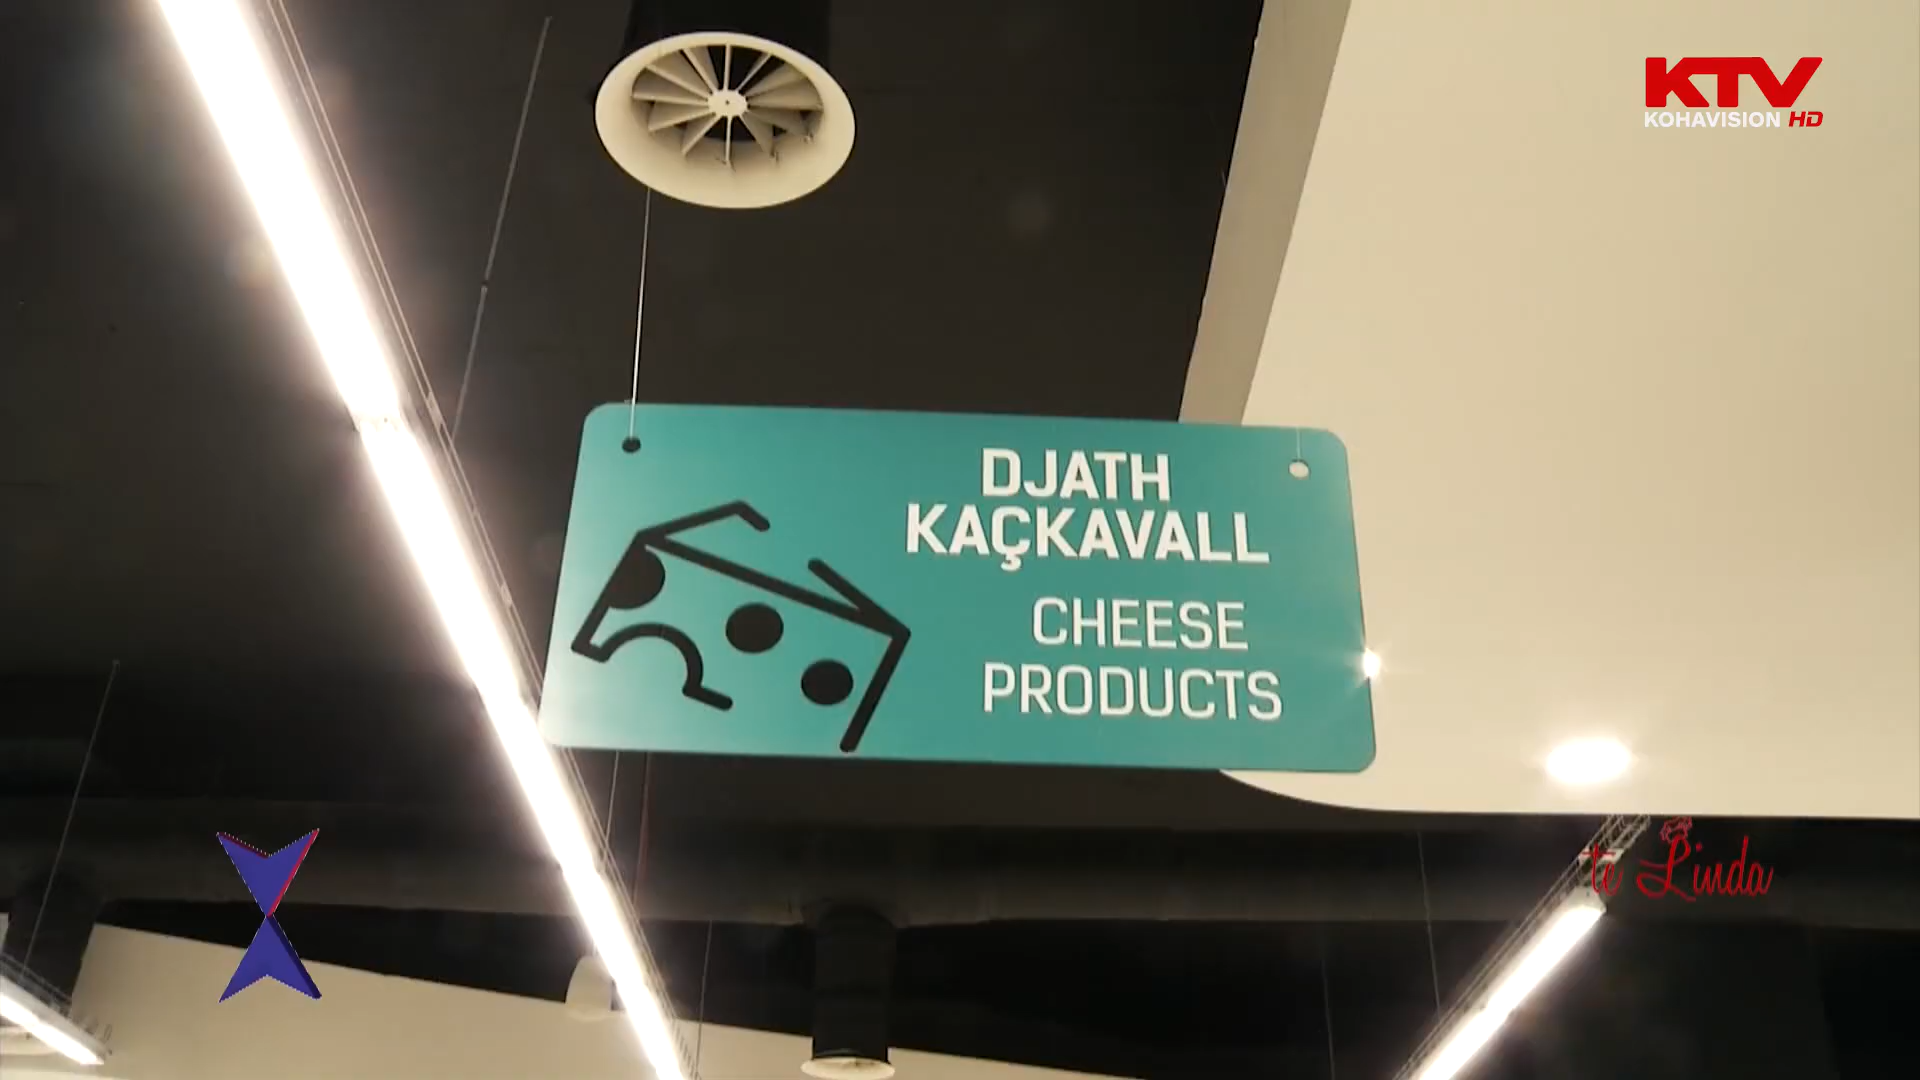 KTV
KOHAVISION HD
DJATH
KAÇKAVALL
CHEESE
PRODUCTS
te Linda